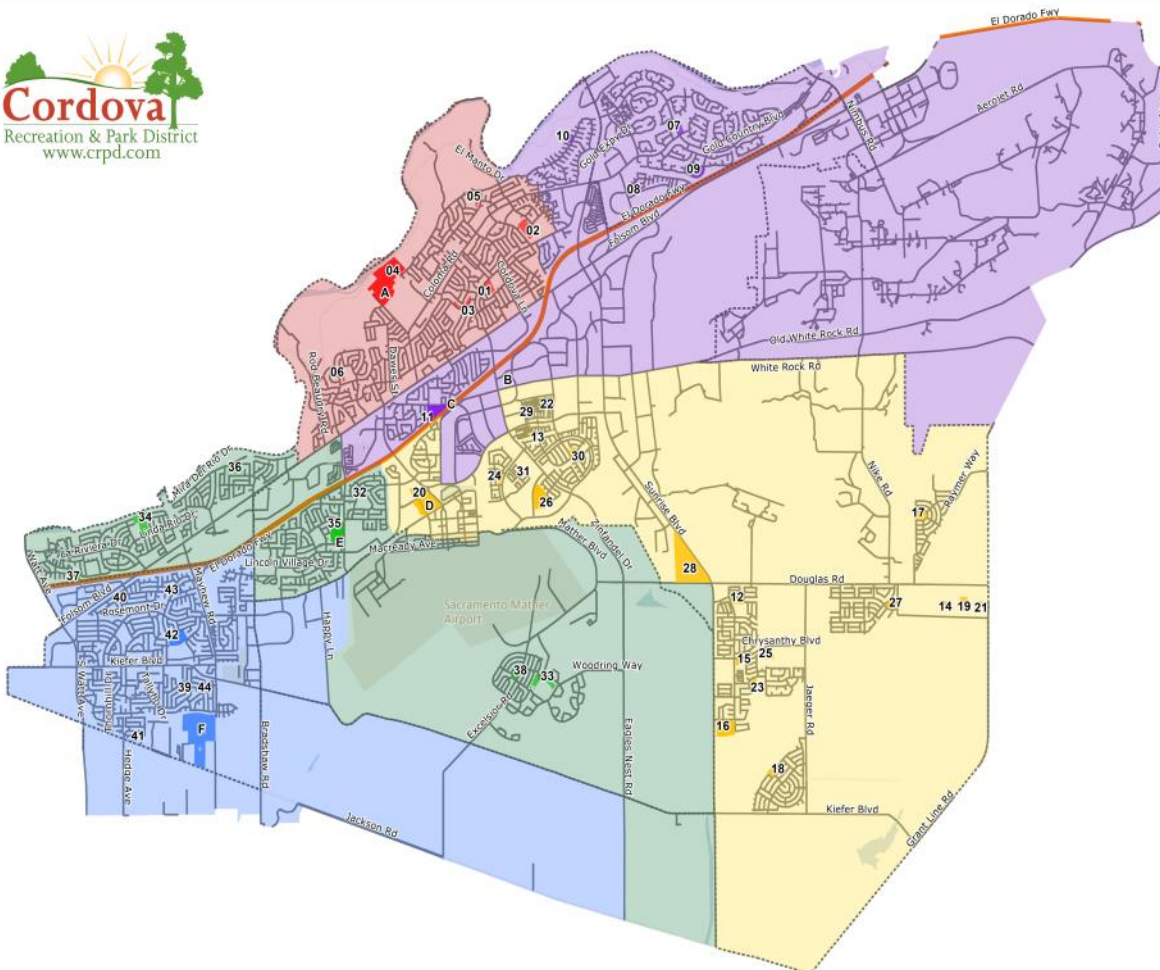 Cordova
Recreation & Park District
www.crpd.com
El Dorado Fwy
Nimbus Rd
Aerojet Rd
07
10
Gold Expy Dr
Gold Country Blvd
09
08
El Dorado Fwy
Folsom Blvd
El Manto Dr
05
02
04
A
Coloma Rd
01
Cordova Ln
03
06
Rod Beaudry Rd
Dawes St
Old White Rock Rd
White Rock Rd
B
C
11
29
22
13
30
24
31
26
20
D
Sunrise Blvd
Nike Rd
Raymer Way
17
36
Mira Del Rio Dr
32
34
35
E
La Riviera Dr
Linda Rio Dr
Watt Ave
37
El Dorado Fwy
Lincoln Village Dr
Macready Ave
Mather Blvd
Zinfandel Dr
28
Douglas Rd
12
27
14
19
21
Sacramento Mather
Airport
Folsom Blvd
40
43
Rosemont Dr
Mayhew Rd
42
Happy Ln
Kiefer Blvd
S Watt Ave
Thornhill Dr
Tallyho Dr
39
44
41
F
Hedge Ave
Bradshaw Rd
38
33
Woodring Way
Excelsior Rd
Eagles Nest Rd
Chrysanthy Blvd
25
15
23
16
Jaeger Rd
18
Kiefer Blvd
Grant Line Rd
Jackson Rd